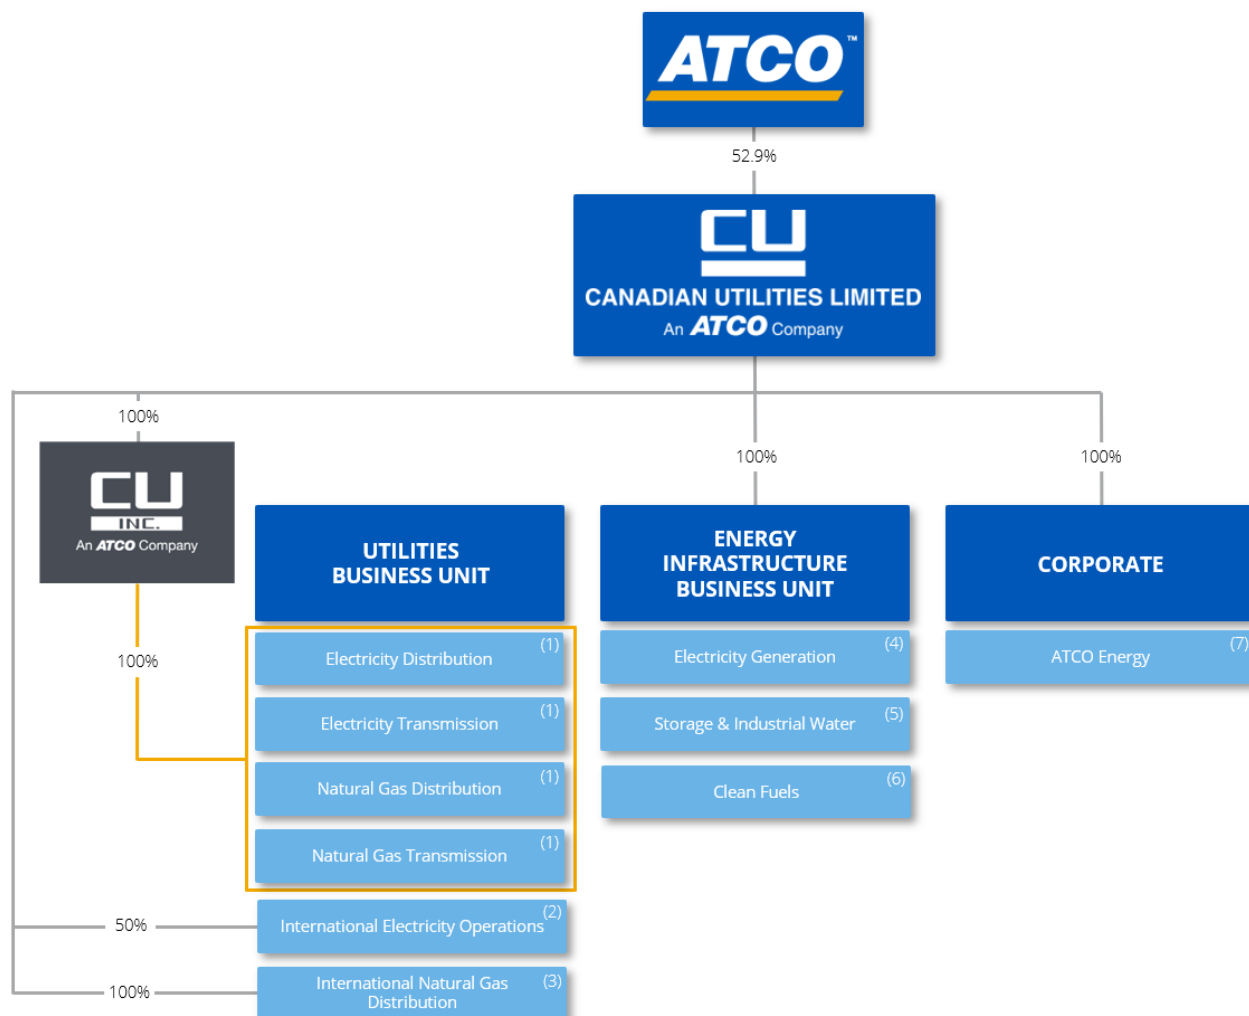 ATCO™
52.9%
CU
CANADIAN UTILITIES LIMITED
An ATCO Company
100%
CU
INC.
An ATCO Company
100%
100%
UTILITIES
BUSINESS UNIT
ENERGY
INFRASTRUCTURE
BUSINESS UNIT
CORPORATE
100%
Electricity Distribution (1)
Electricity Transmission (1)
Natural Gas Distribution (1)
Natural Gas Transmission (1)
Electricity Generation (4)
Storage & Industrial Water (5)
Clean Fuels (6)
ATCO Energy (7)
50%
International Electricity Operations (2)
100%
International Natural Gas (3)
Distribution